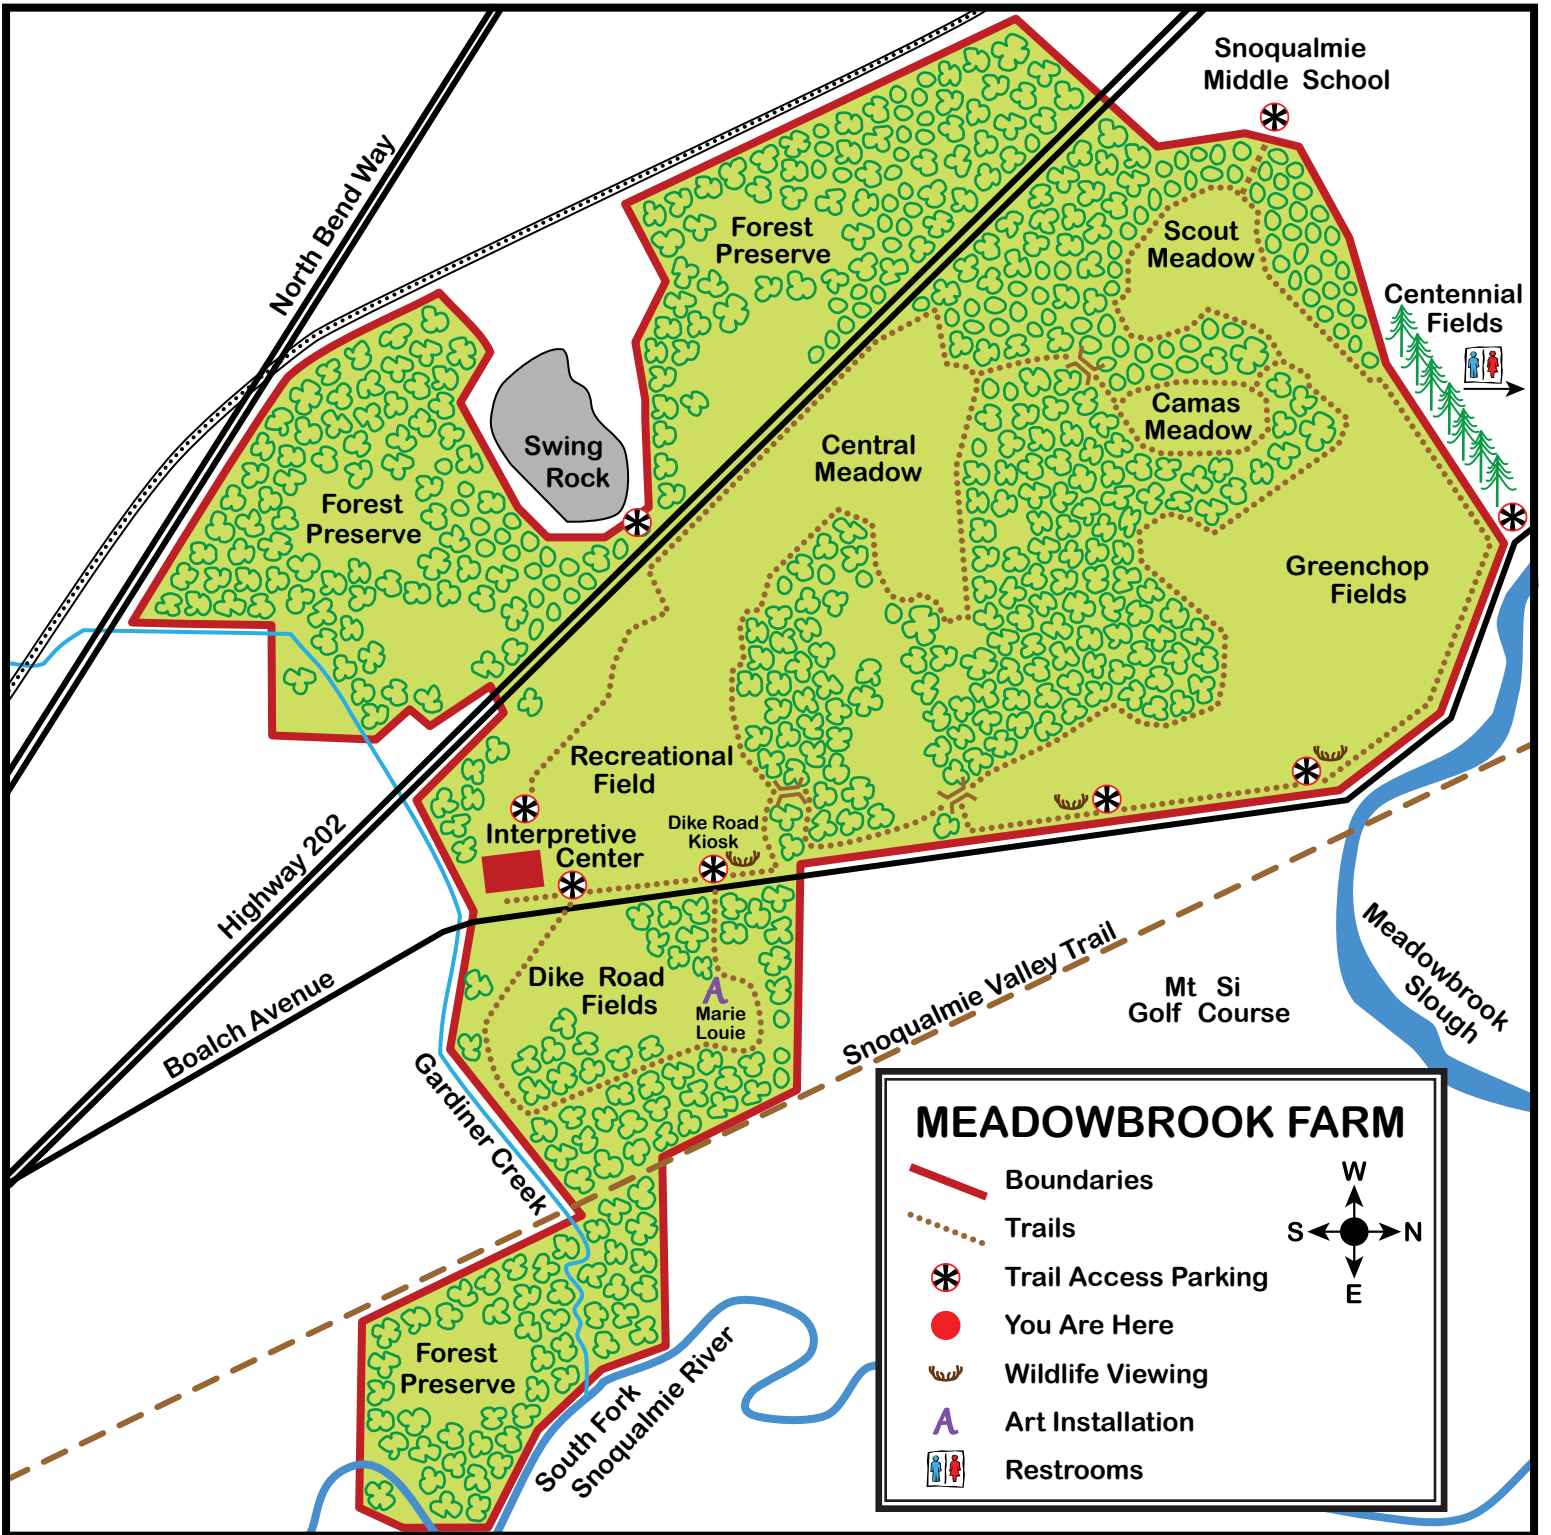 Snoqualmie
Middle School
North Bend Way
Forest
Preserve
Scout
Meadow
Centennial
Fields
Swing
Rock
Central
Meadow
Camas
Meadow
Forest
Preserve
Greenchop
Fields
Recreational
Field
Interpretive
Center
Dike Road
Kiosk
Highway 202
Boalch Avenue
Dike Road
Fields
A
Marie
Louie
Snoqualmie Valley Trail
Mt Si
Golf Course
Meadowbrook
Slough
Gardiner Creek
Forest
Preserve
South Fork
Snoqualmie River
MEADOWBROOK FARM
Boundaries
Trails
Trail Access Parking
You Are Here
Wildlife Viewing
A Art Installation
Restrooms
W
S N
E